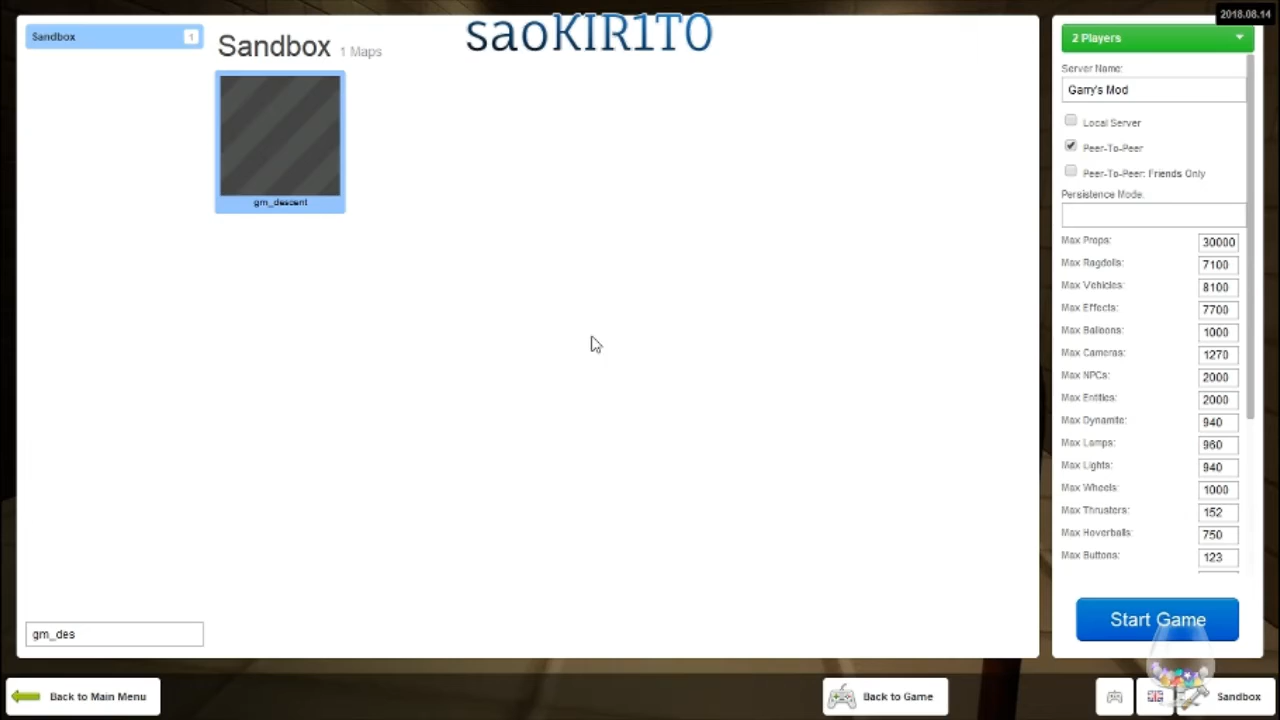 2018.08.14
saoKIR1TO
Sandbox 1
Sandbox 1 Maps
gm_descent
gm_des
2 Players
Server Name:
Garry's Mod
Local Server
Peer-To-Peer
Peer-To-Peer: Friends Only
Persistence Mode:
Max Props: 30000
Max Ragdolls: 7100
Max Vehicles: 8100
Max Effects: 7700
Max Balloons: 1000
Max Cameras: 1270
Max NPCs: 2000
Max Entities: 2000
Max Dynamite: 940
Max Lamps: 960
Max Lights: 940
Max Wheels: 1000
Max Thrusters: 152
Max Hoverballs: 750
Max Buttons: 123
Start Game
Back to Main Menu
Back to Game
Sandbox